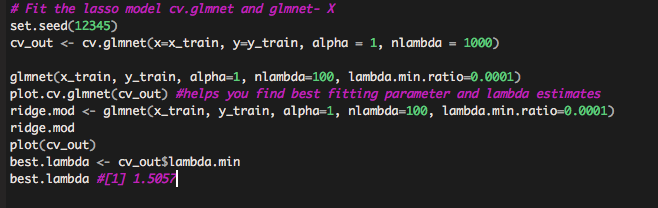 # Fit the lasso model cv.glmnet and glmnet- X
set.seed(12345)
cv_out <- cv.glmnet(x=x_train, y=y_train, alpha = 1, nlambda = 1000)
glmnet(x_train, y_train, alpha=1, nlambda=100, lambda.min.ratio=0.0001)
plot.cv.glmnet(cv_out) #helps you find best fitting parameter and lambda estimates
ridge.mod <- glmnet(x_train, y_train, alpha=1, nlambda=100, lambda.min.ratio=0.0001)
ridge.mod
plot(cv_out)
best.lambda <- cv_out$lambda.min
best.lambda #[1] 1.5057